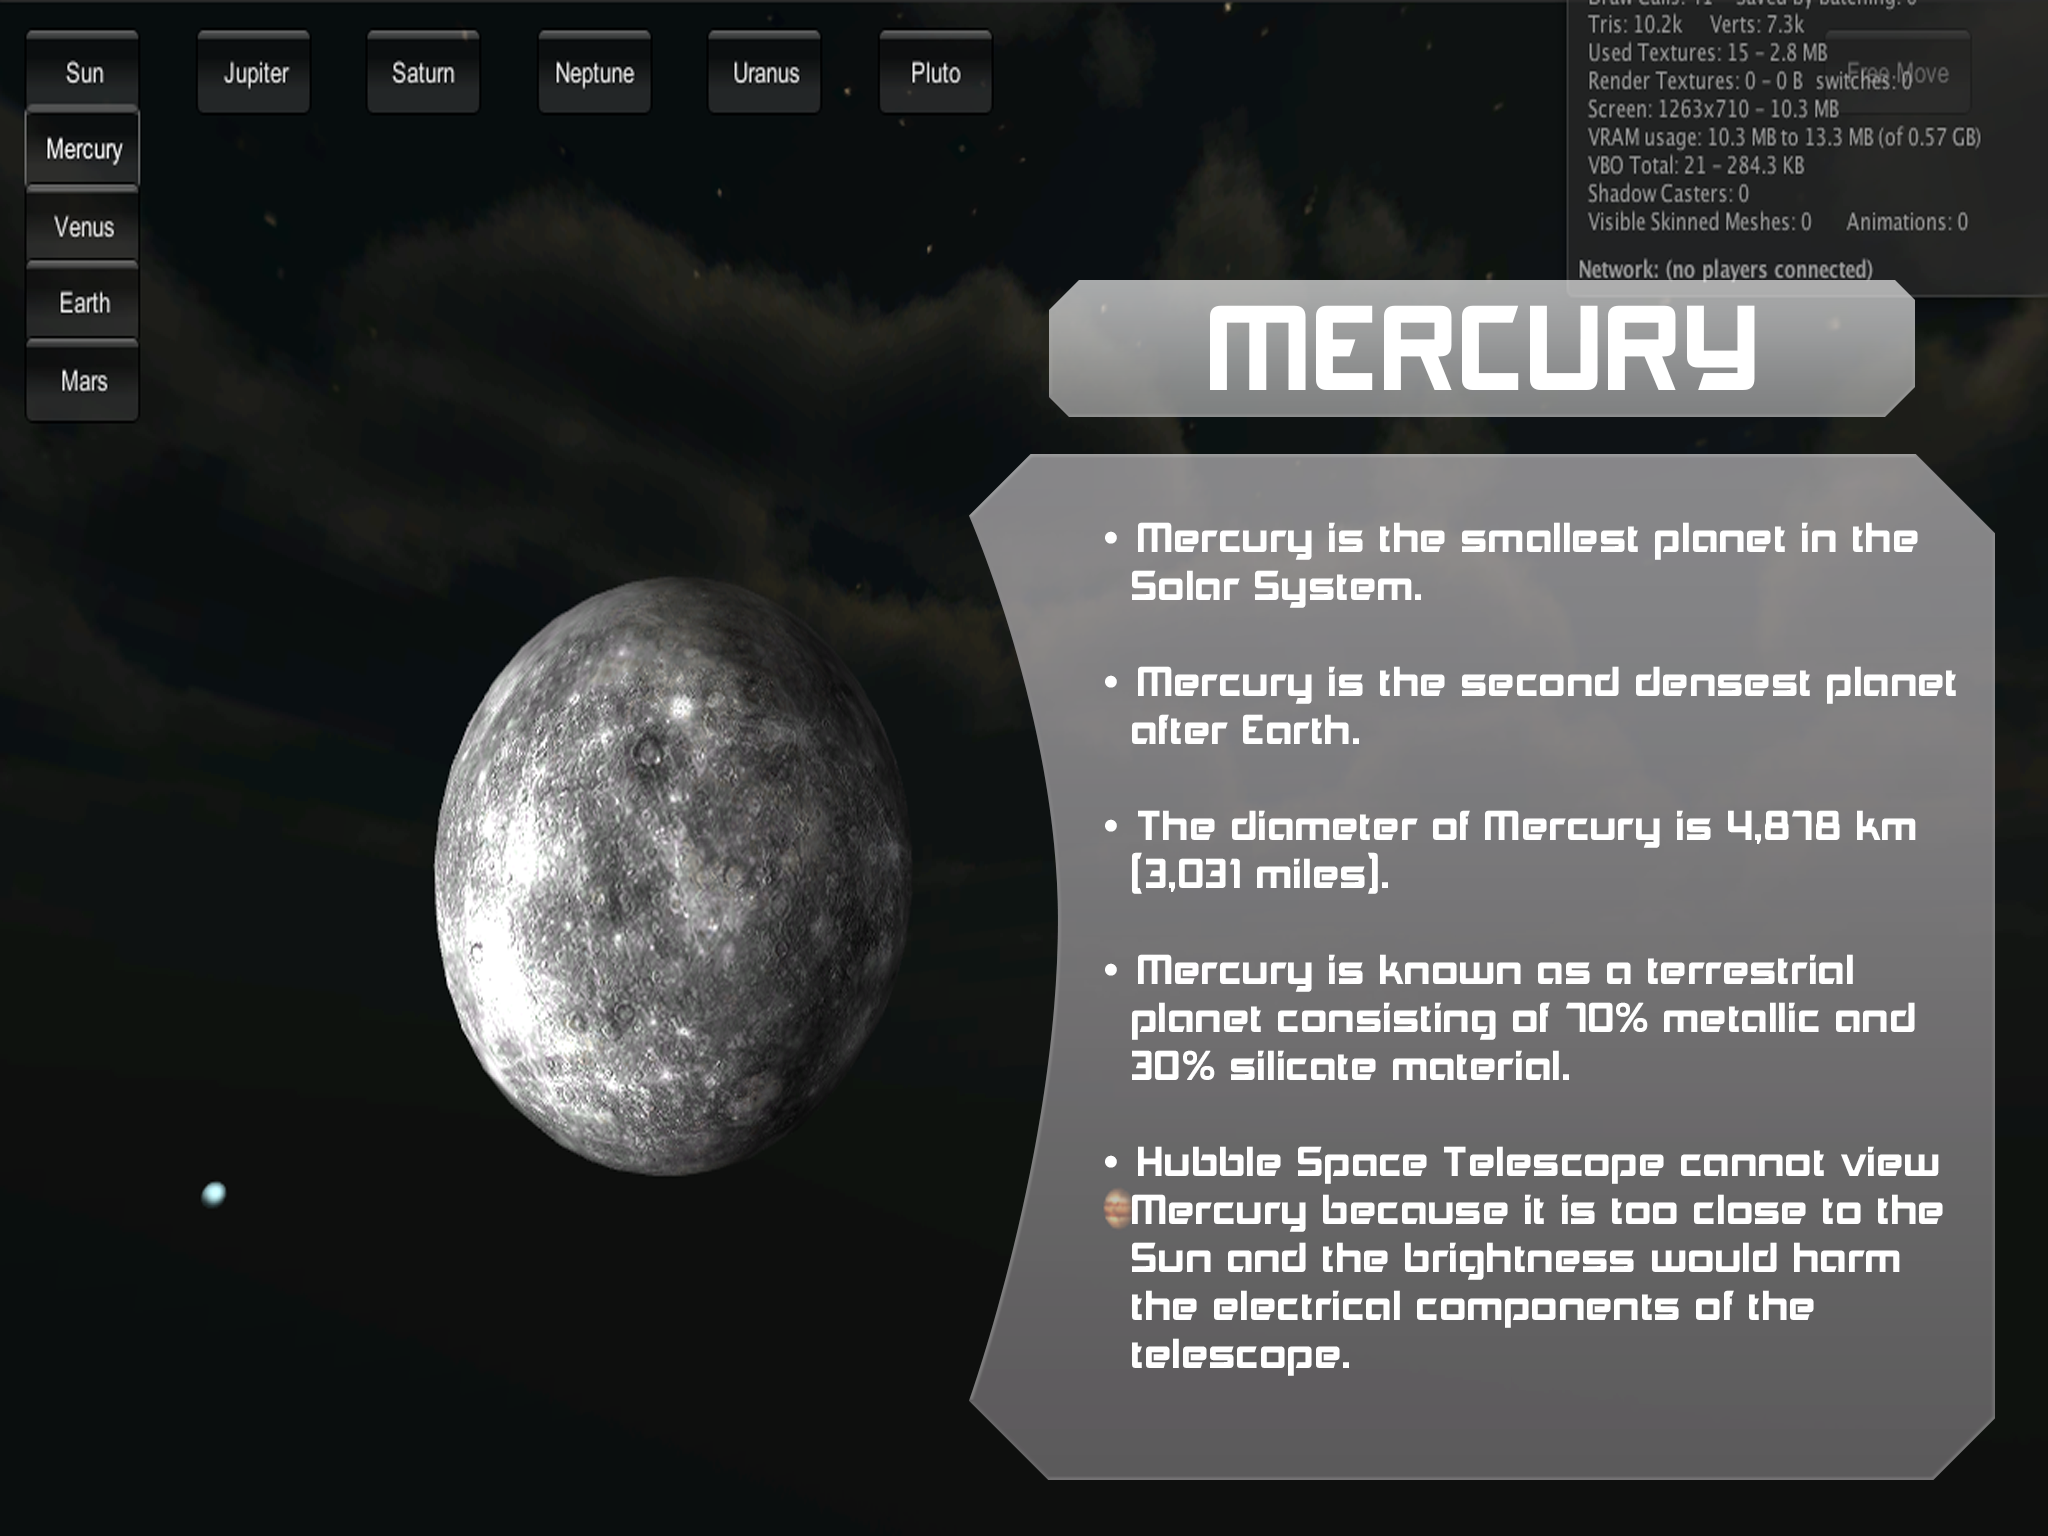 Draw Calls: 41 Saved by batching: 0
Sun Jupiter Saturn Neptune Uranus Pluto
Tris: 10.2k Verts: 7.3k
Used Textures: 15 – 2.8 MB
Free Move
Render Textures: 0 – 0 B switches: 0
Screen: 1263x710 – 10.3 MB
VRAM usage: 10.3 MB to 13.3 MB (of 0.57 GB)
VBO Total: 21 – 284.3 KB
Shadow Casters: 0
Visible Skinned Meshes: 0 Animations: 0
Network: (no players connected)
Mercury
Venus
Earth
Mars
MERCURY
• Mercury is the smallest planet in the
Solar System.
• Mercury is the second densest planet
after Earth.
• The diameter of Mercury is 4,878 km
(3,031 miles).
• Mercury is known as a terrestrial
planet consisting of 70% metallic and
30% silicate material.
• Hubble Space Telescope cannot view
Mercury because it is too close to the
Sun and the brightness would harm
the electrical components of the
telescope.